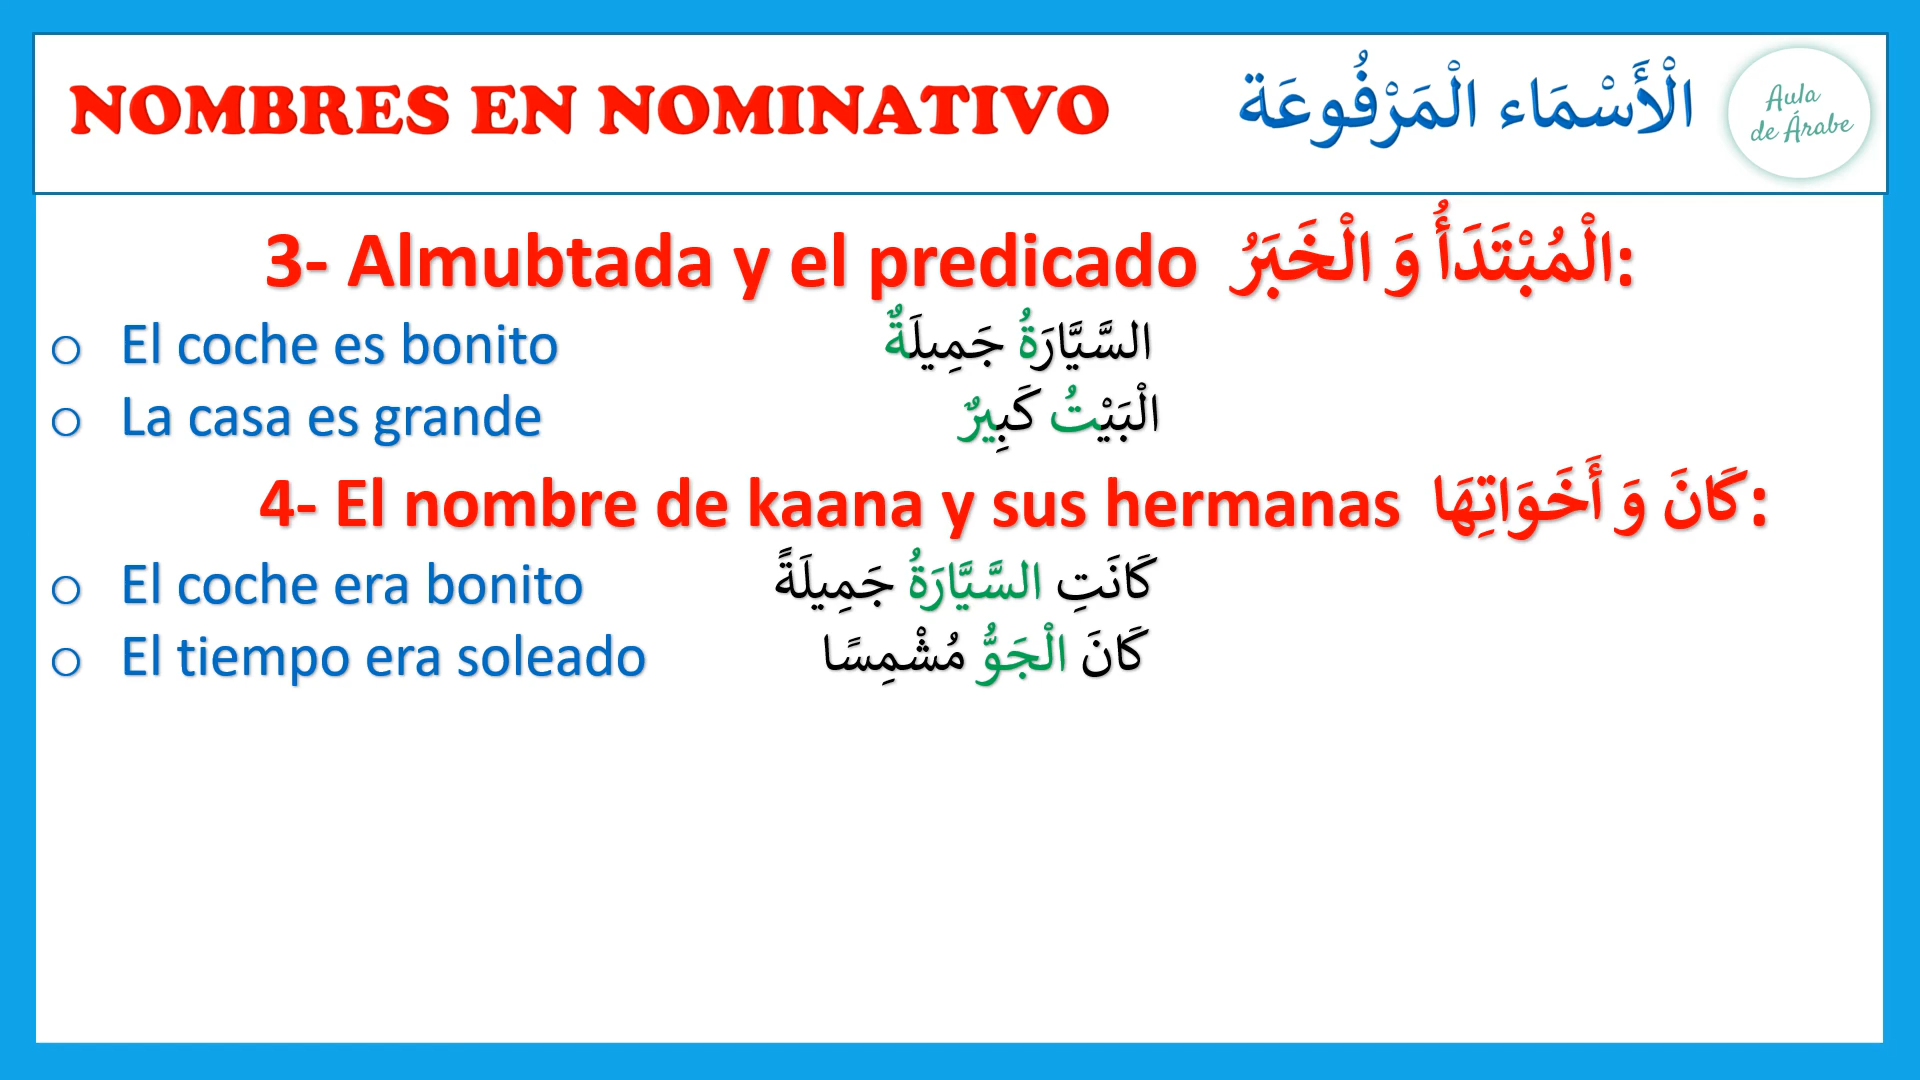 NOMBRES EN NOMINATIVO الْأَسْمَاء الْمَرْفُوعَة
Aula
de Árabe
3- Almubtada y el predicado الْمُبْتَدَأُ وَ الْخَبَرُ:
o El coche es bonito السَّيَّارَةُ جَمِيلَةٌ
o La casa es grande الْبَيْتُ كَبِيرٌ
4- El nombre de kaana y sus hermanas كَانَ وَ أَخَوَاتِهَا:
o El coche era bonito كَانَتِ السَّيَّارَةُ جَمِيلَةً
o El tiempo era soleado كَانَ الْجَوُّ مُشْمِسًا